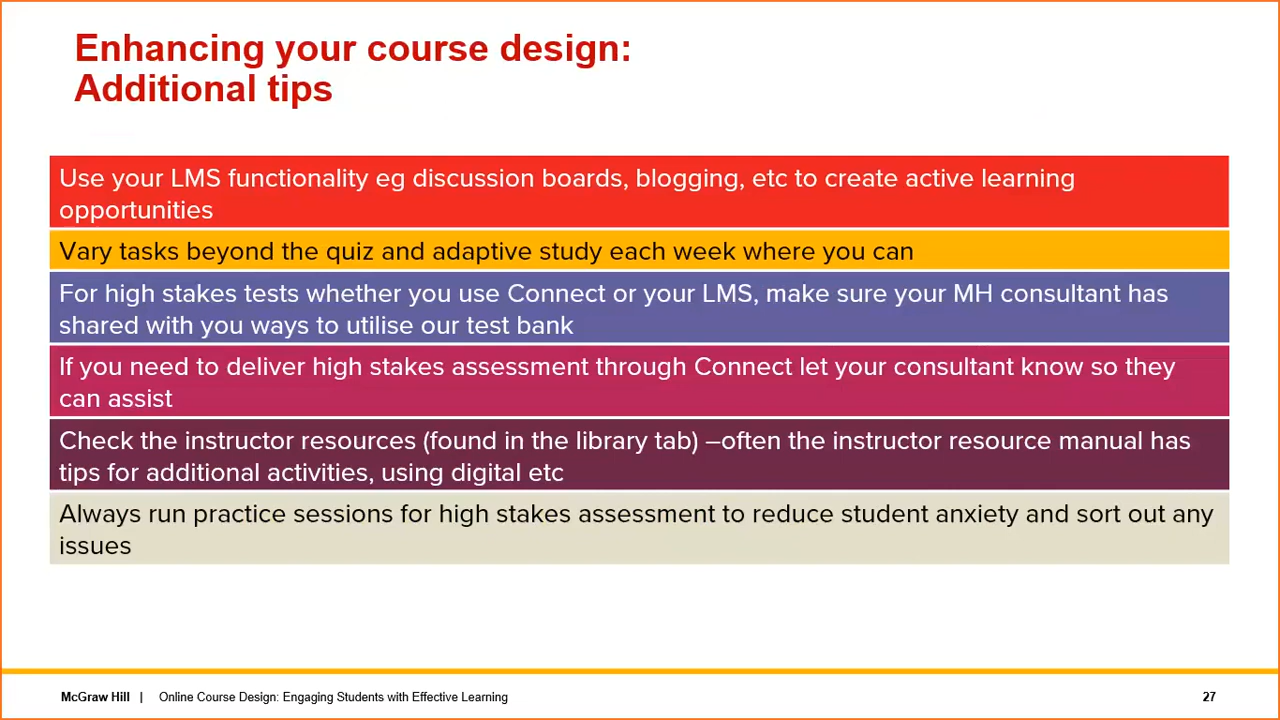 Enhancing your course design:
Additional tips
Use your LMS functionality eg discussion boards, blogging, etc to create active learning
opportunities
Vary tasks beyond the quiz and adaptive study each week where you can
For high stakes tests whether you use Connect or your LMS, make sure your MH consultant has
shared with you ways to utilise our test bank
If you need to deliver high stakes assessment through Connect let your consultant know so they
can assist
Check the instructor resources (found in the library tab) –often the instructor resource manual has
tips for additional activities, using digital etc
Always run practice sessions for high stakes assessment to reduce student anxiety and sort out any
issues
McGraw Hill | Online Course Design: Engaging Students with Effective Learning 27